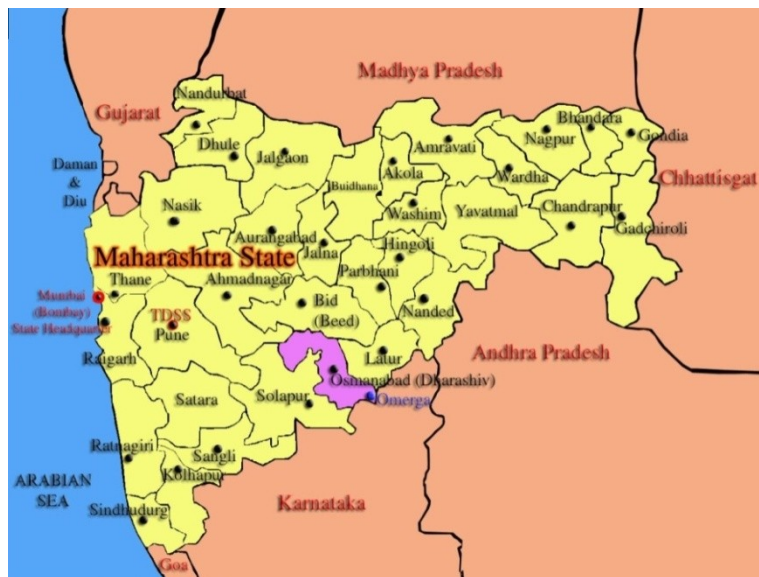 Madhya Pradesh
Nandurbat
Gujarat
Bhandara
Nagpur
Gondia
Dhule
Jalgaon
Amravati
Daman
&
Diu
Akola
Wardha
Buldhana
Chhattisgat
Nasik
Washim
Yavatmal
Chandrapur
Gadchiroli
Aurangabad
Jalna
Hingoli
Maharashtra State
Parbhani
Thane
Ahmadnagar
Mumbai
(Bombay)
State Headquarter
Bid
(Beed)
Nanded
TDSS
Pune
Raigarh
Latur
Andhra Pradesh
Osmanabad (Dharashiv)
Satara
Solapur
Omerga
Ratnagiri
Sangli
Kolhapur
ARABIAN
SEA
Sindhudurg
Karnataka
Goa